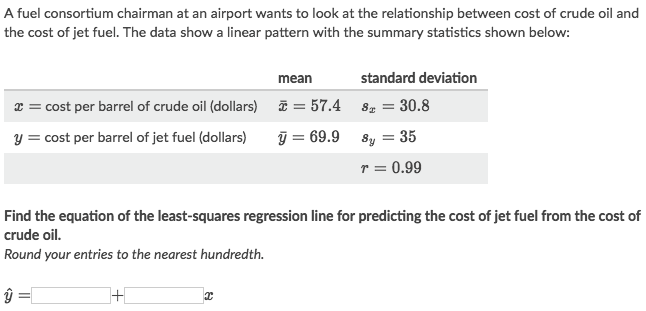 A fuel consortium chairman at an airport wants to look at the relationship between cost of crude oil and
the cost of jet fuel. The data show a linear pattern with the summary statistics shown below:
mean standard deviation
x = cost per barrel of crude oil (dollars) x̄ = 57.4 sₓ = 30.8
y = cost per barrel of jet fuel (dollars) ȳ = 69.9 s_y = 35
r = 0.99
Find the equation of the least-squares regression line for predicting the cost of jet fuel from the cost of
crude oil.
Round your entries to the nearest hundredth.
ŷ = + x